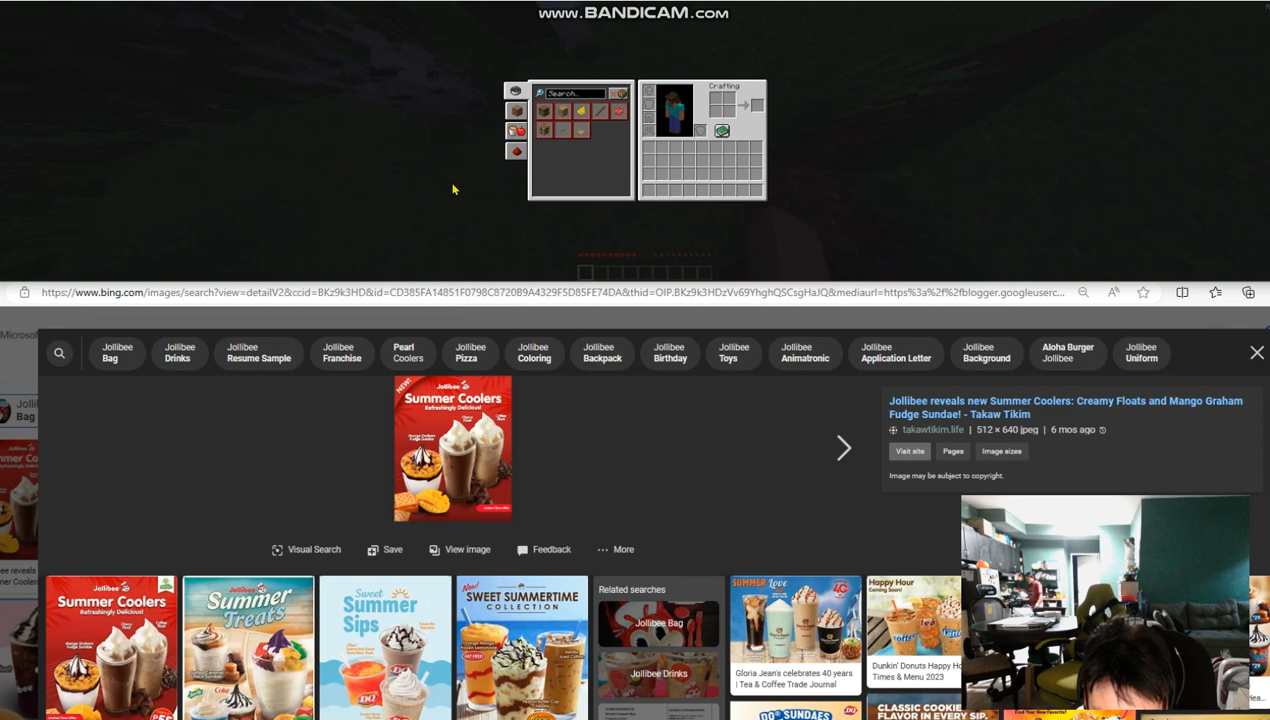 www.BANDICAM.com
Search...
Crafting
https://www.bing.com/images/search?view=detailV2&ccid=BKz9k3HD&id=CD385FA14851F0798C8720B9A4329F5D85FE74DA&thid=OIP.BKz9k3HDzVv69YhghQSCsgHaJQ&mediaurl=https%3a%2f%2fblogger.googleuserc...
Microsof
Jollibee
Bag
Jollibee
Drinks
Jollibee
Resume Sample
Jollibee
Franchise
Pearl
Coolers
Jollibee
Pizza
Jollibee
Coloring
Jollibee
Backpack
Jollibee
Birthday
Jollibee
Toys
Jollibee
Animatronic
Jollibee
Application Letter
Jollibee
Background
Aloha Burger
Jollibee
Jollibee
Uniform
Jollib
Bag
NEW!
Jollibee
Summer Coolers
Refreshingly Delicious!
Jollibee reveals new Summer Coolers: Creamy Floats and Mango Graham
Fudge Sundae! - Takaw Tikim
takawtikim.life | 512 × 640 jpeg | 6 mos ago
Visit site
Pages
Image sizes
Image may be subject to copyright.
Visual Search
Save
View image
Feedback
More
Jollibee
Summer Coolers
Refreshingly Delicious!
Jollibee
Summer
Treats
Coke
Sweet
Summer
Sips
DQ
New!
SWEET SUMMERTIME
COLLECTION
Related searches
Jollibee Bag
Jollibee Drinks
SUMMER Love
40
Gloria Jean's celebrates 40 years
| Tea & Coffee Trade Journal
Happy Hour
Coming Soon!
Dunkin' Donuts Happy Ho
Times & Menu 2023
CLASSIC COOKIE
FLAVOR IN EVERY SIP.